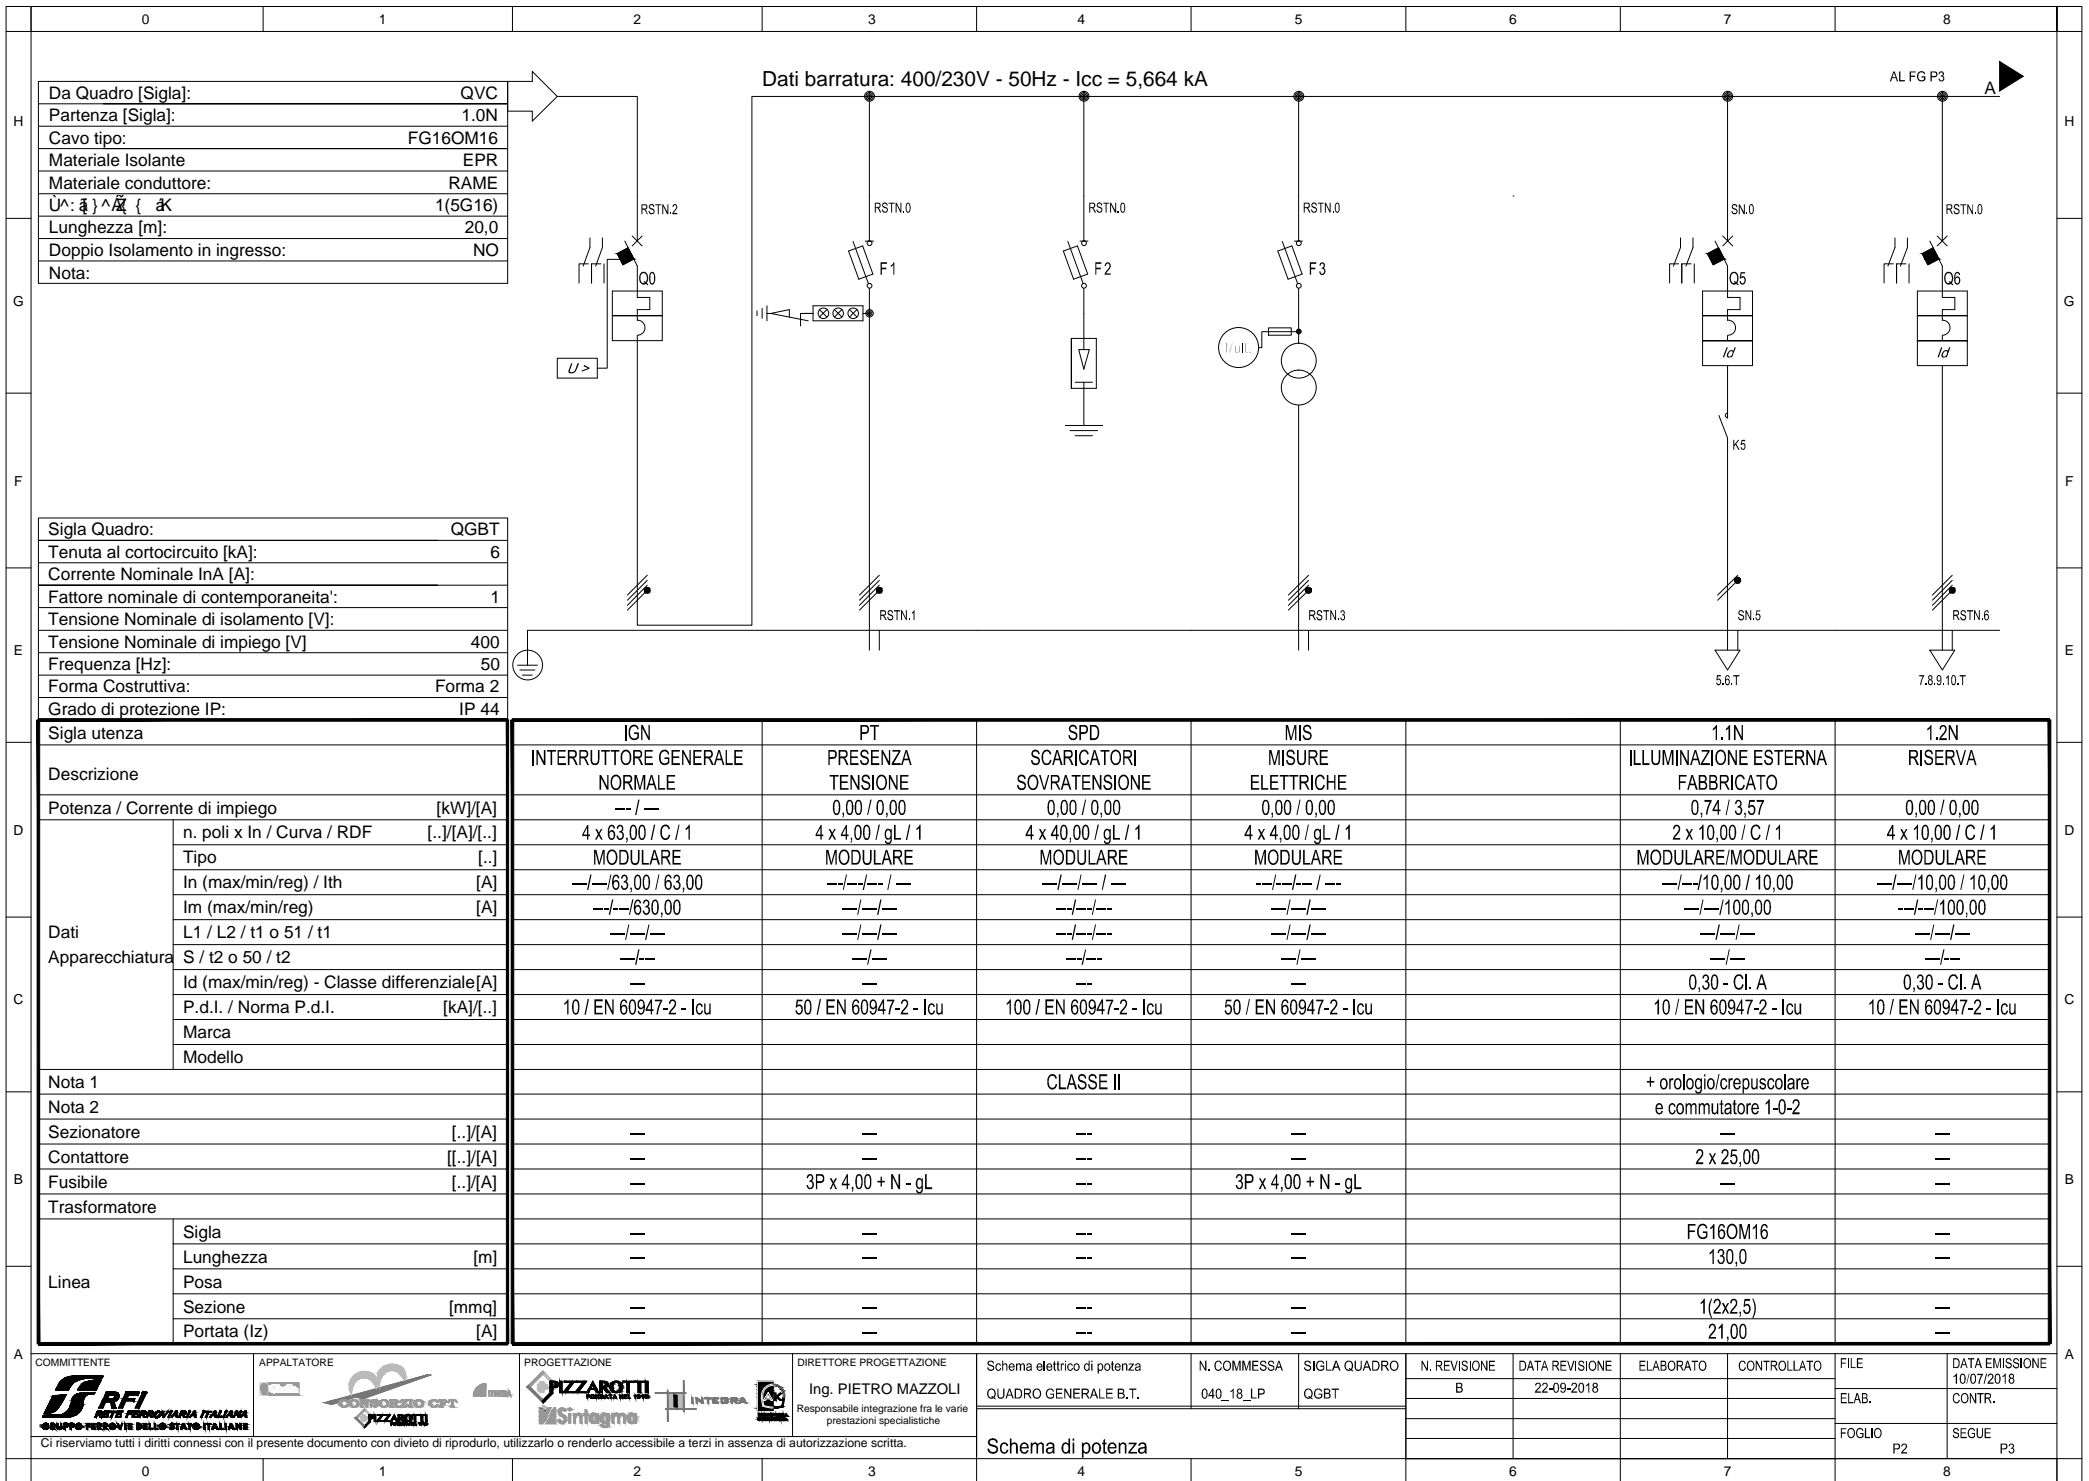 0 1 2 3 4 5 6 7 8
H
G
F
E
D
C
B
A
Dati barratura: 400/230V - 50Hz - Icc = 5,664 kA
AL FG P3
A
Da Quadro [Sigla]: QVC
Partenza [Sigla]: 1.0N
Cavo tipo: FG16OM16
Materiale Isolante EPR
Materiale conduttore: RAME
1(5G16)
Lunghezza [m]: 20,0
Doppio Isolamento in ingresso: NO
Nota:
RSTN.2 RSTN.0 RSTN.0 RSTN.0 SN.0 RSTN.0
Q0 F1 F2 F3 Q5 Q6
U >
Id Id
K5
Sigla Quadro: QGBT
Tenuta al cortocircuito [kA]: 6
Corrente Nominale InA [A]:
Fattore nominale di contemporaneita': 1
Tensione Nominale di isolamento [V]:
Tensione Nominale di impiego [V] 400
Frequenza [Hz]: 50
Forma Costruttiva: Forma 2
Grado di protezione IP: IP 44
RSTN.1 RSTN.3 SN.5 RSTN.6
5.6.T 7.8.9.10.T
Sigla utenza IGN PT SPD MIS 1.1N 1.2N
Descrizione
INTERRUTTORE GENERALE NORMALE
PRESENZA TENSIONE
SCARICATORI SOVRATENSIONE
MISURE ELETTRICHE
ILLUMINAZIONE ESTERNA FABBRICATO
RISERVA
Potenza / Corrente di impiego [kW]/[A] --- / --- 0,00 / 0,00 0,00 / 0,00 0,00 / 0,00 0,74 / 3,57 0,00 / 0,00
Dati Apparecchiatura
n. poli x In / Curva / RDF [..]/[A]/[..] 4 x 63,00 / C / 1 4 x 4,00 / gL / 1 4 x 40,00 / gL / 1 4 x 4,00 / gL / 1 2 x 10,00 / C / 1 4 x 10,00 / C / 1
Tipo [..] MODULARE MODULARE MODULARE MODULARE MODULARE/MODULARE MODULARE
In (max/min/reg) / Ith [A] ---/---/63,00 / 63,00 ---/---/--- / --- ---/---/--- / --- ---/---/--- / --- ---/---/10,00 / 10,00 ---/---/10,00 / 10,00
Im (max/min/reg) [A] ---/---/630,00 ---/---/--- ---/---/--- ---/---/--- ---/---/100,00 ---/---/100,00
L1 / L2 / t1 o 51 / t1 ---/---/--- ---/---/--- ---/---/--- ---/---/--- ---/---/--- ---/---/---
S / t2 o 50 / t2 ---/--- ---/--- ---/--- ---/--- ---/--- ---/---
Id (max/min/reg) - Classe differenziale[A] --- --- --- --- 0,30 - Cl. A 0,30 - Cl. A
P.d.I. / Norma P.d.I. [kA]/[..] 10 / EN 60947-2 - Icu 50 / EN 60947-2 - Icu 100 / EN 60947-2 - Icu 50 / EN 60947-2 - Icu 10 / EN 60947-2 - Icu 10 / EN 60947-2 - Icu
Marca
Modello
Nota 1 CLASSE II + orologio/crepuscolare
Nota 2 e commutatore 1-0-2
Sezionatore [..]/[A] --- --- --- --- --- ---
Contattore [[..]/[A] --- --- --- --- 2 x 25,00 ---
Fusibile [..]/[A] --- 3P x 4,00 + N - gL --- 3P x 4,00 + N - gL --- ---
Trasformatore
Linea
Sigla --- --- --- --- FG16OM16 ---
Lunghezza [m] --- --- --- --- 130,0 ---
Posa
Sezione [mmq] --- --- --- --- 1(2x2,5) ---
Portata (Iz) [A] --- --- --- --- 21,00 ---
COMMITTENTE
RFI
RETE FERROVIARIA ITALIANA
GRUPPO FERROVIE DELLO STATO ITALIANE
APPALTATORE
CONSORZIO CFT
PIZZAROTTI
PROGETTAZIONE
PIZZAROTTI
Sintagma
INTEGRA
DIRETTORE PROGETTAZIONE
Ing. PIETRO MAZZOLI
Responsabile integrazione fra le varie prestazioni specialistiche
Ci riserviamo tutti i diritti connessi con il presente documento con divieto di riprodurlo, utilizzarlo o renderlo accessibile a terzi in assenza di autorizzazione scritta.
Schema elettrico di potenza
QUADRO GENERALE B.T.
Schema di potenza
N. COMMESSA 040_18_LP
SIGLA QUADRO QGBT
N. REVISIONE B
DATA REVISIONE 22-09-2018
ELABORATO
CONTROLLATO
FILE
DATA EMISSIONE 10/07/2018
ELAB.
CONTR.
FOGLIO P2
SEGUE P3
0 1 2 3 4 5 6 7 8